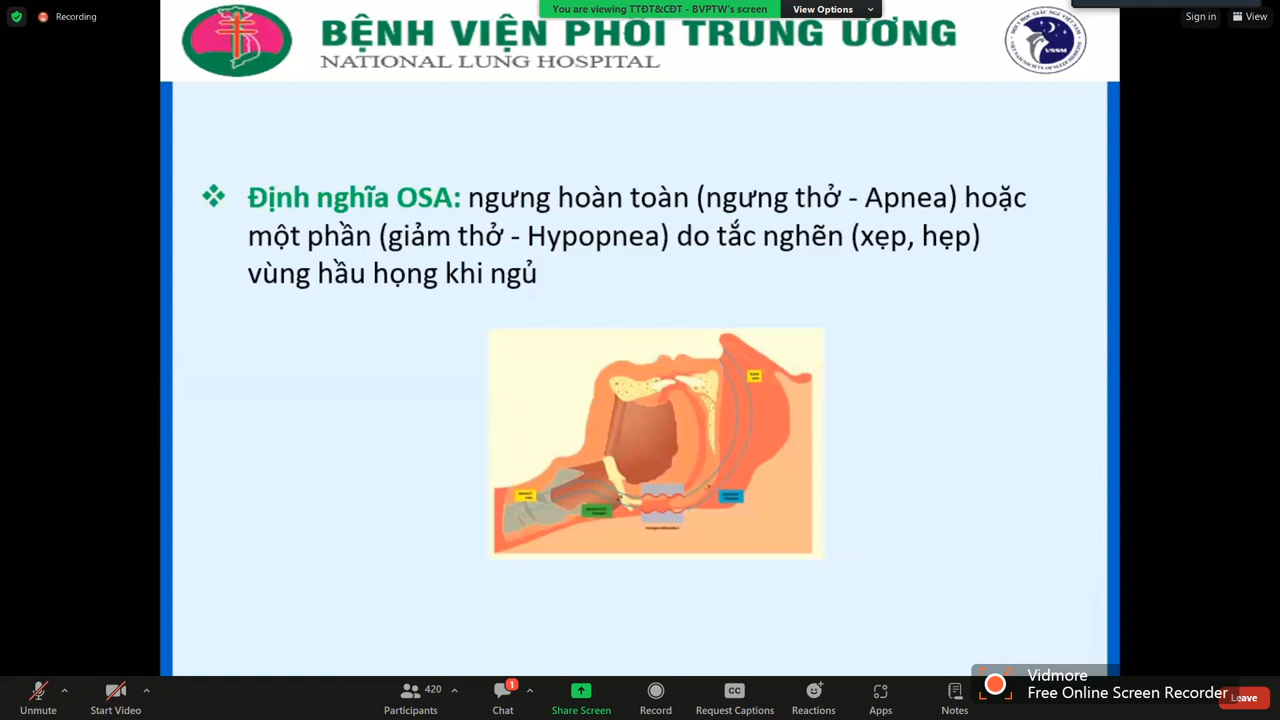 You are viewing TTĐT&CĐT - BVPTW's screen
View Options
Recording
Sign in
View
BỆNH VIỆN PHỔI TRUNG ƯƠNG
NATIONAL LUNG HOSPITAL
VSSM
Định nghĩa OSA: ngưng hoàn toàn (ngưng thở - Apnea) hoặc
một phần (giảm thở - Hypopnea) do tắc nghẽn (xẹp, hẹp)
vùng hầu họng khi ngủ
420
1
CC
Unmute
Start Video
Participants
Chat
Share Screen
Record
Request Captions
Reactions
Apps
Notes
Leave
Vidmore
Free Online Screen Recorder